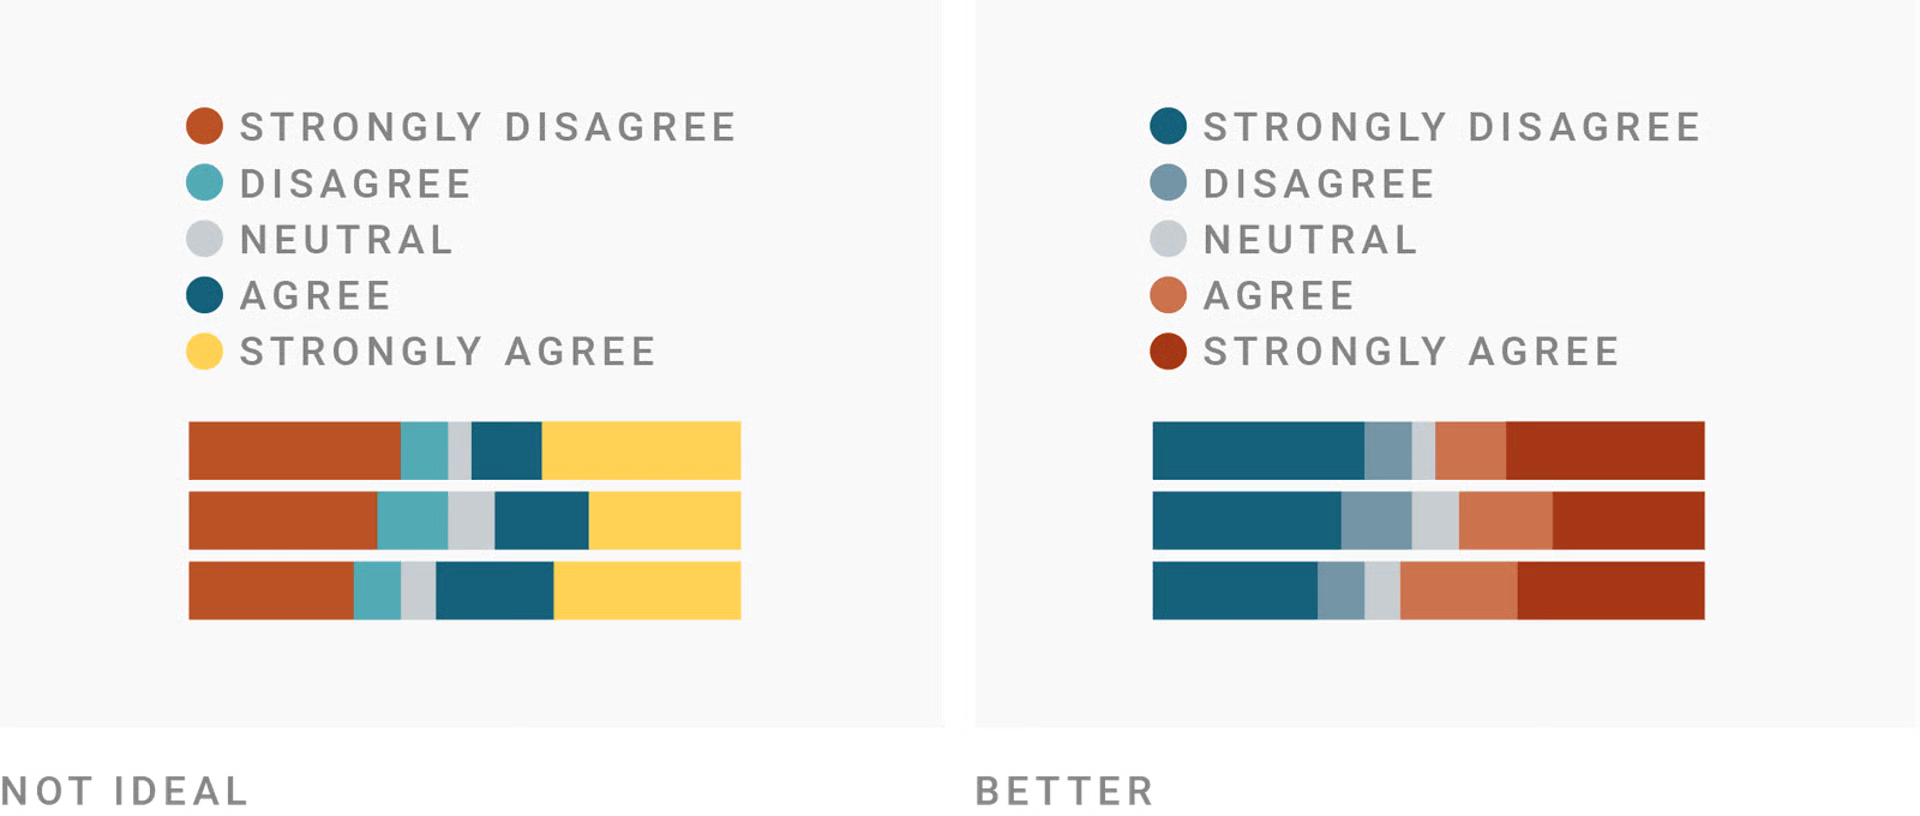 STRONGLY DISAGREE
DISAGREE
NEUTRAL
AGREE
STRONGLY AGREE
NOT IDEAL
STRONGLY DISAGREE
DISAGREE
NEUTRAL
AGREE
STRONGLY AGREE
BETTER